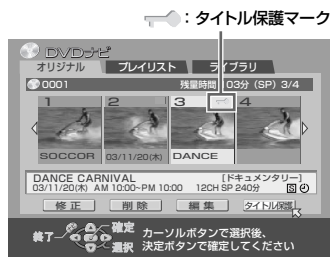 ：タイトル保護マーク
DVDナビ
オリジナル プレイリスト ライブラリ
0001 残量時間 03分（SP）3/4
1 2 3 4
SOCCOR 03/11/20(木) DANCE
DANCE CARNIVAL [ドキュメンタリー]
03/11/20(木) AM 10:00~PM 10:00 12CH SP 240分 S
修正 削除 編集 タイトル保護
終了 確定 選択 カーソルボタンで選択後、
決定ボタンで確定してください